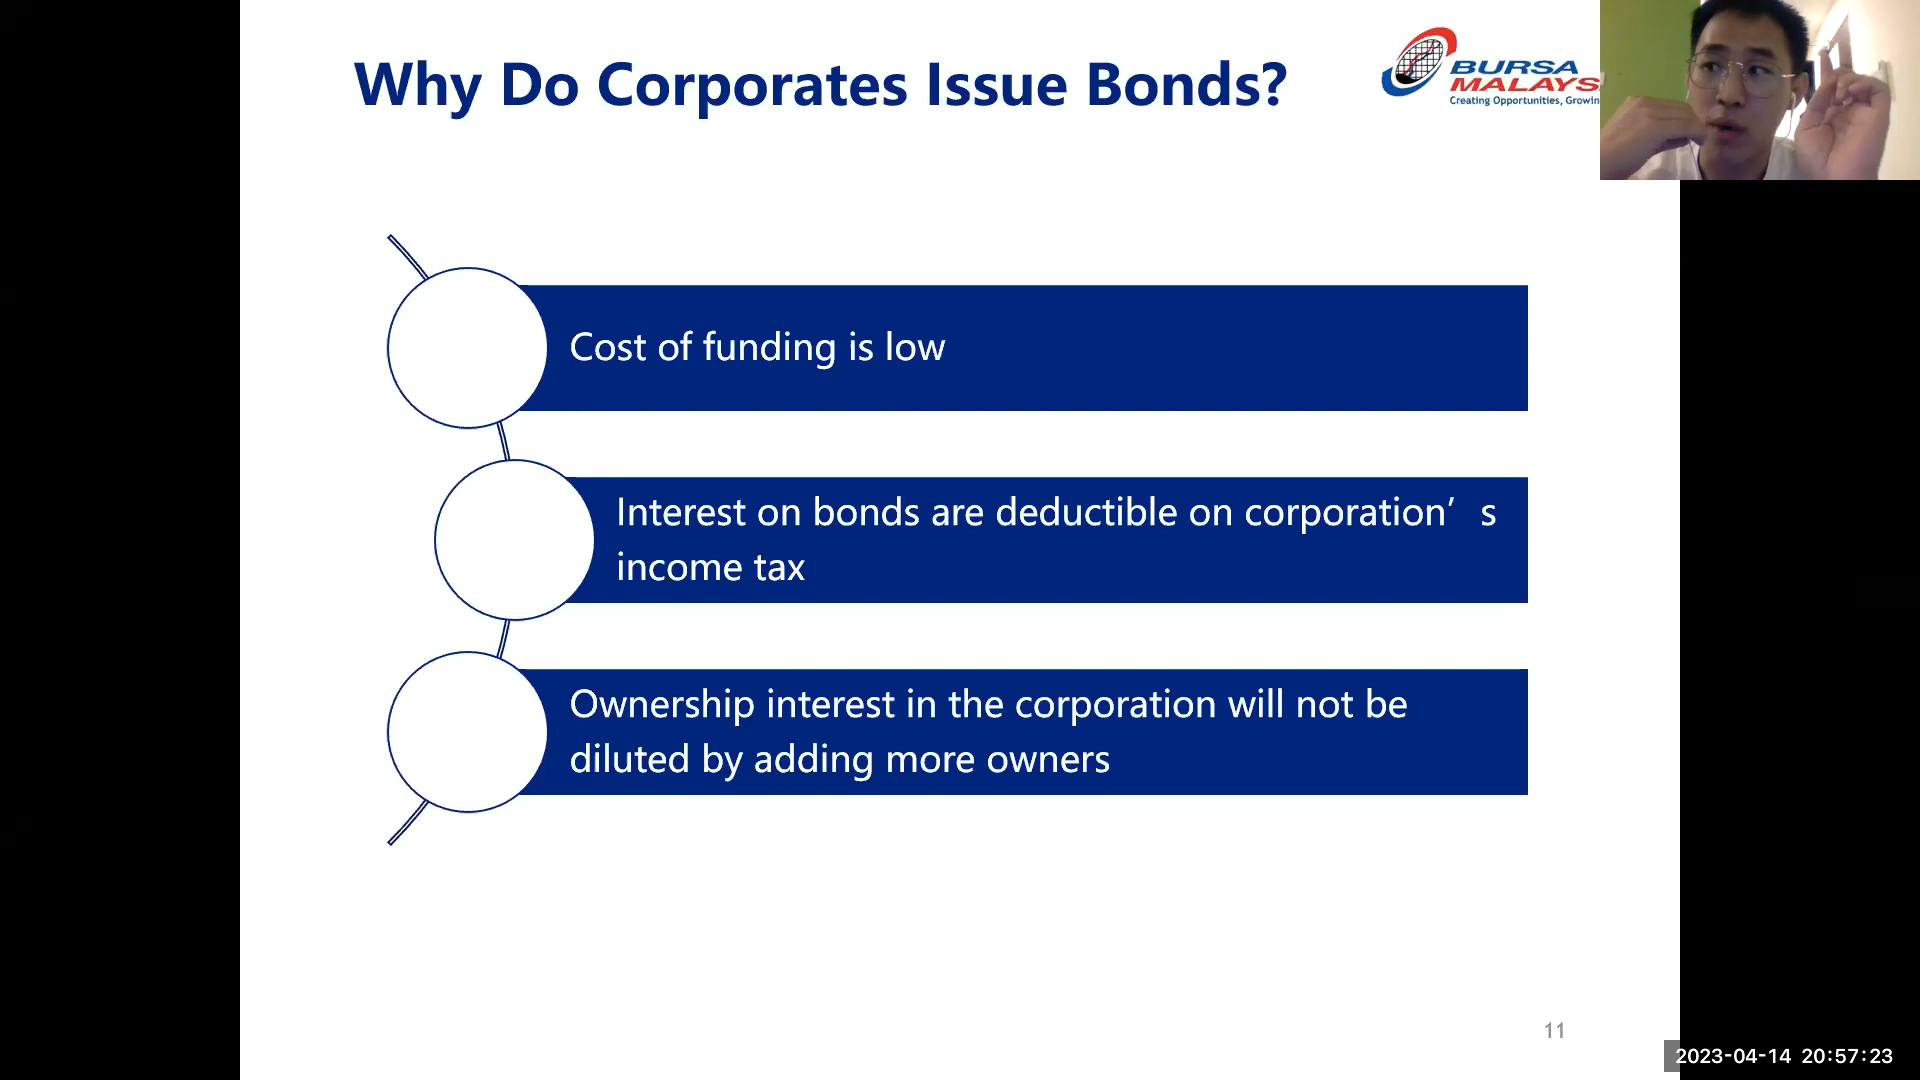 Why Do Corporates Issue Bonds?
BURSA
MALAYS
Creating Opportunities, Growin
Cost of funding is low
Interest on bonds are deductible on corporation’s
income tax
Ownership interest in the corporation will not be
diluted by adding more owners
11
2023-04-14 20:57:23